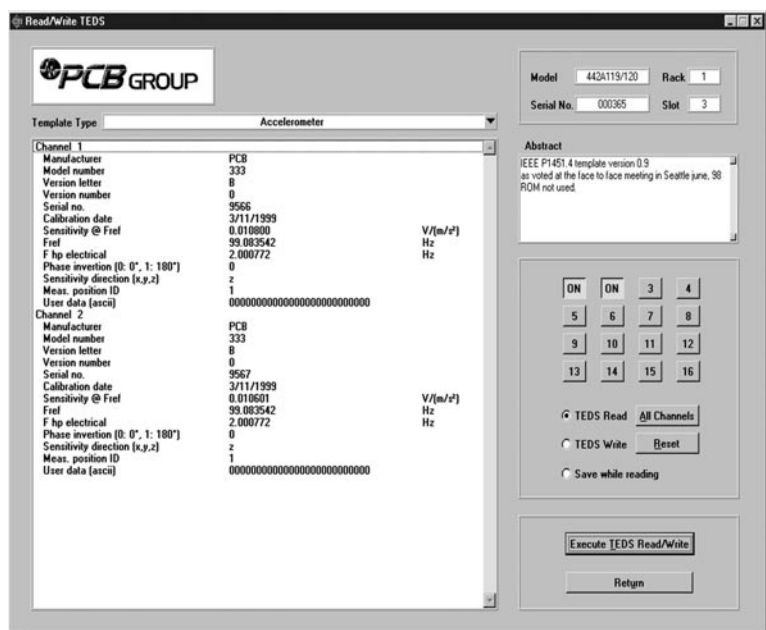 Read/Write TEDS
PCB GROUP
Model 442A119/120 Rack 1
Serial No. 000365 Slot 3
Template Type Accelerometer
Channel 1
Manufacturer PCB
Model number 333
Version letter B
Version number 0
Serial no. 9566
Calibration date 3/11/1999
Sensitivity @ Fref 0.010800 V/(m/s²)
Fref 99.083542 Hz
F hp electrical 2.000772 Hz
Phase invertion (0: 0°, 1: 180°) 0
Sensitivity direction (x,y,z) z
Meas. position ID 1
User data (ascii)
Channel 2
Manufacturer PCB
Model number 333
Version letter B
Version number 0
Serial no. 9567
Calibration date 3/11/1999
Sensitivity @ Fref 0.010601 V/(m/s²)
Fref 99.083542 Hz
F hp electrical 2.000772 Hz
Phase invertion (0: 0°, 1: 180°) 0
Sensitivity direction (x,y,z) z
Meas. position ID 1
User data (ascii)
Abstract
IEEE P1451.4 template version 0.9
as voted at the face to face meeting in Seattle june, 98
ROM not used.
ON ON 3 4
5 6 7 8
9 10 11 12
13 14 15 16
TEDS Read All Channels
TEDS Write Reset
Save while reading
Execute TEDS Read/Write
Return